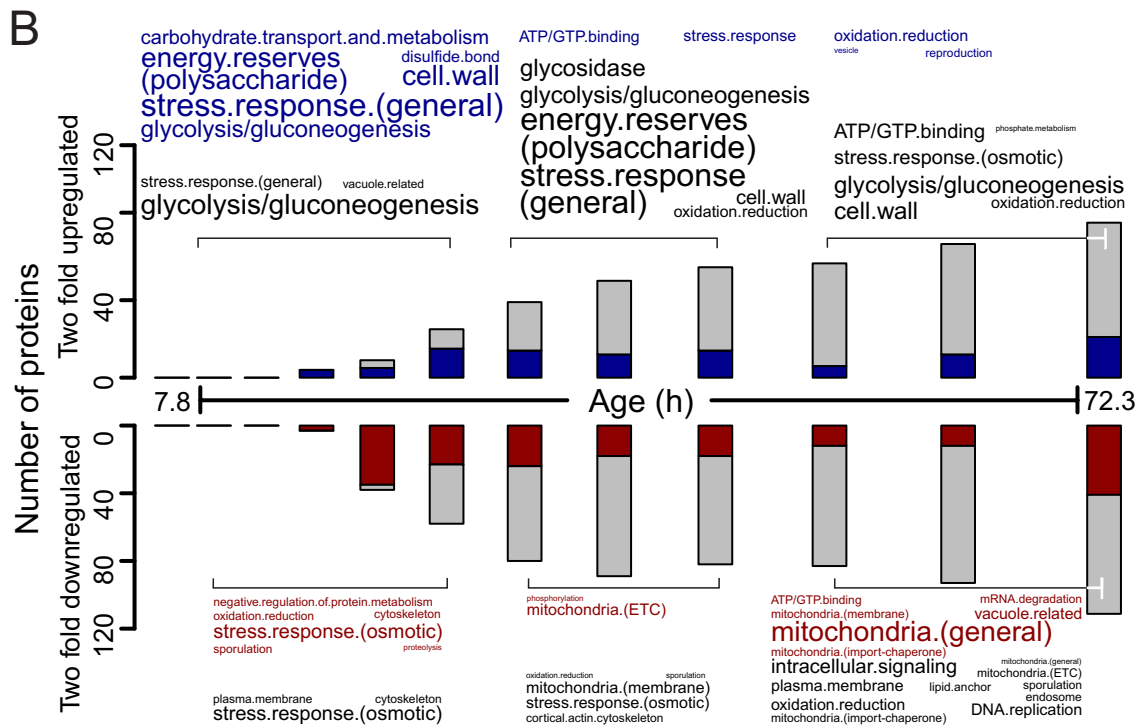 B
carbohydrate.transport.and.metabolism
energy.reserves
(polysaccharide)
disulfide.bond
cell.wall
stress.response.(general)
glycolysis/gluconeogenesis
stress.response.(general)
vacuole.related
glycolysis/gluconeogenesis
ATP/GTP.binding
stress.response
glycosidase
glycolysis/gluconeogenesis
energy.reserves
(polysaccharide)
stress.response
(general)
cell.wall
oxidation.reduction
oxidation.reduction
vesicle
reproduction
ATP/GTP.binding
phosphate.metabolism
stress.response.(osmotic)
glycolysis/gluconeogenesis
cell.wall
oxidation.reduction
Number of proteins
Two fold upregulated
120
80
40
0
7.8
Age (h)
72.3
Two fold downregulated
0
40
80
120
negative.regulation.of.protein.metabolism
oxidation.reduction
cytoskeleton
stress.response.(osmotic)
sporulation
proteolysis
plasma.membrane
cytoskeleton
stress.response.(osmotic)
phosphorylation
mitochondria.(ETC)
oxidation.reduction
sporulation
mitochondria.(membrane)
stress.response.(osmotic)
cortical.actin.cytoskeleton
ATP/GTP.binding
mRNA.degradation
mitochondria.(membrane)
vacuole.related
mitochondria.(general)
mitochondria.(import-chaperone)
intracellular.signaling
mitochondria.(general)
mitochondria.(ETC)
plasma.membrane
lipid.anchor
sporulation
endosome
oxidation.reduction
DNA.replication
mitochondria.(import-chaperone)